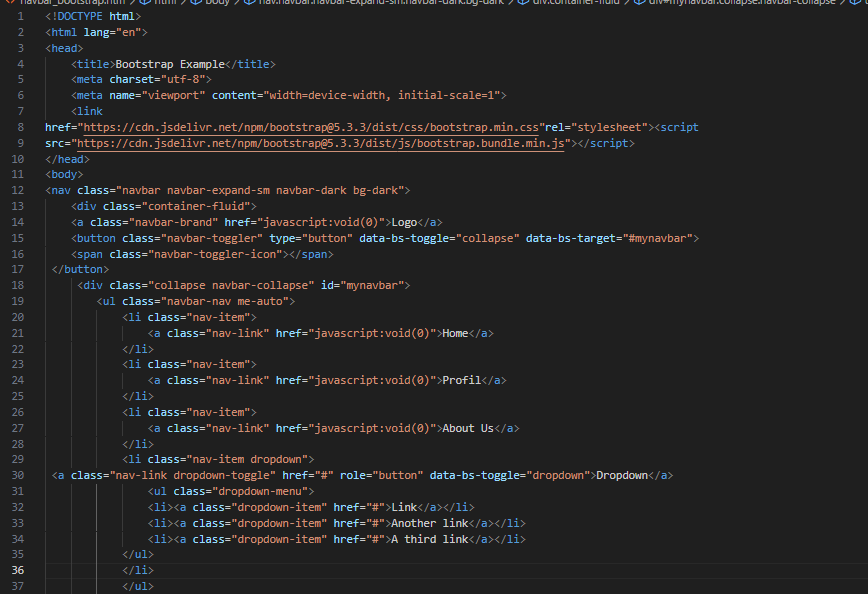 navbar_bootstrap.htm > html > body > nav.navbar.navbar-expand-sm.navbar-dark.bg-dark > div.container-fluid > div#mynavbar.collapse.navbar-collapse >
1 <!DOCTYPE html>
2 <html lang="en">
3 <head>
4 <title>Bootstrap Example</title>
5 <meta charset="utf-8">
6 <meta name="viewport" content="width=device-width, initial-scale=1">
7 <link
8 href="https://cdn.jsdelivr.net/npm/bootstrap@5.3.3/dist/css/bootstrap.min.css"rel="stylesheet"><script
9 src="https://cdn.jsdelivr.net/npm/bootstrap@5.3.3/dist/js/bootstrap.bundle.min.js"></script>
10 </head>
11 <body>
12 <nav class="navbar navbar-expand-sm navbar-dark bg-dark">
13 <div class="container-fluid">
14 <a class="navbar-brand" href="javascript:void(0)">Logo</a>
15 <button class="navbar-toggler" type="button" data-bs-toggle="collapse" data-bs-target="#mynavbar">
16 <span class="navbar-toggler-icon"></span>
17 </button>
18 <div class="collapse navbar-collapse" id="mynavbar">
19 <ul class="navbar-nav me-auto">
20 <li class="nav-item">
21 <a class="nav-link" href="javascript:void(0)">Home</a>
22 </li>
23 <li class="nav-item">
24 <a class="nav-link" href="javascript:void(0)">Profil</a>
25 </li>
26 <li class="nav-item">
27 <a class="nav-link" href="javascript:void(0)">About Us</a>
28 </li>
29 <li class="nav-item dropdown">
30 <a class="nav-link dropdown-toggle" href="#" role="button" data-bs-toggle="dropdown">Dropdown</a>
31 <ul class="dropdown-menu">
32 <li><a class="dropdown-item" href="#">Link</a></li>
33 <li><a class="dropdown-item" href="#">Another link</a></li>
34 <li><a class="dropdown-item" href="#">A third link</a></li>
35 </ul>
36 </li>
37 </ul>